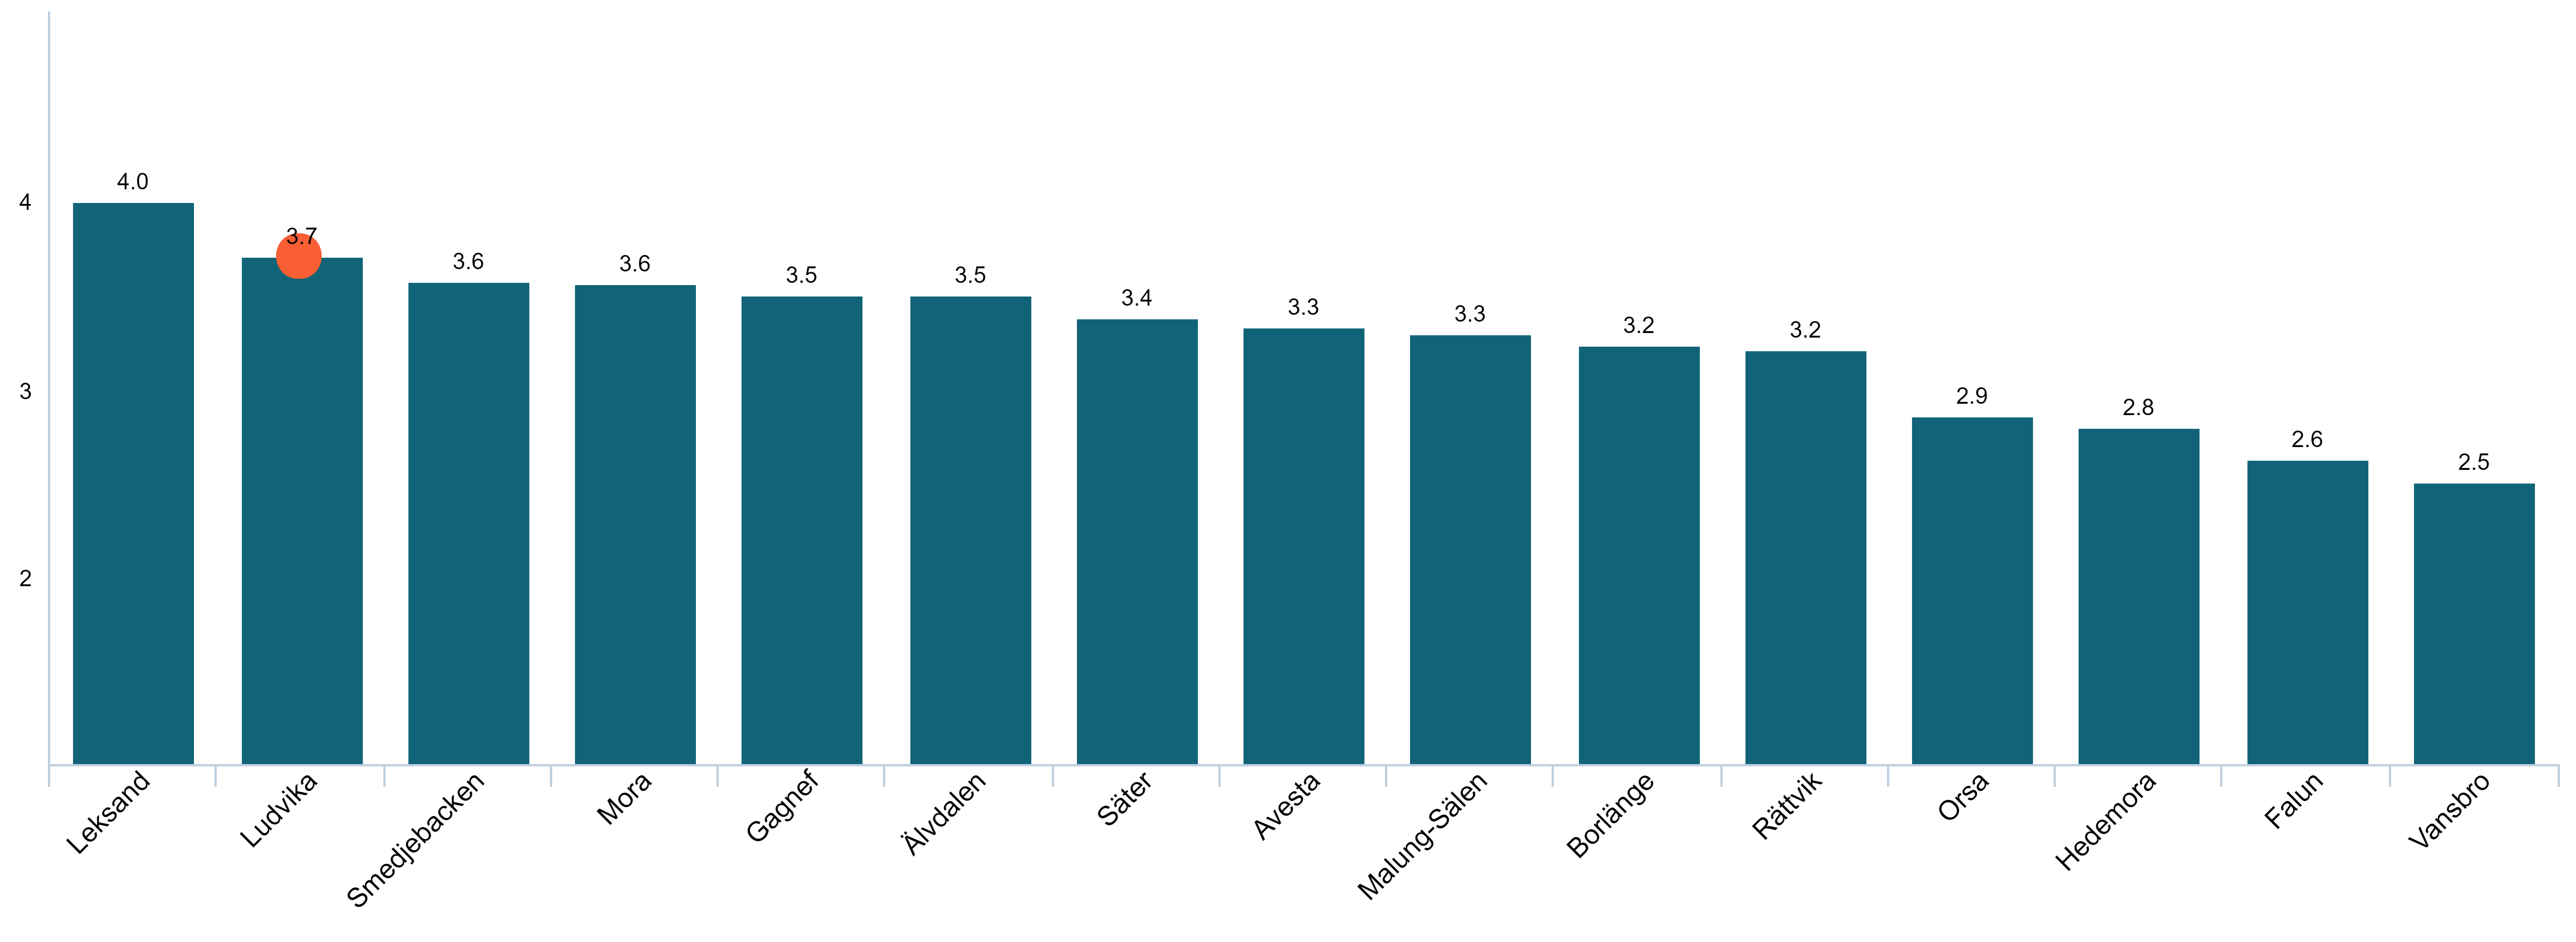 4
3
2
4.0
3.7
3.6
3.6
3.5
3.5
3.4
3.3
3.3
3.2
3.2
2.9
2.8
2.6
2.5
Leksand
Ludvika
Smedjebacken
Mora
Gagnef
Älvdalen
Säter
Avesta
Malung-Sälen
Borlänge
Rättvik
Orsa
Hedemora
Falun
Vansbro